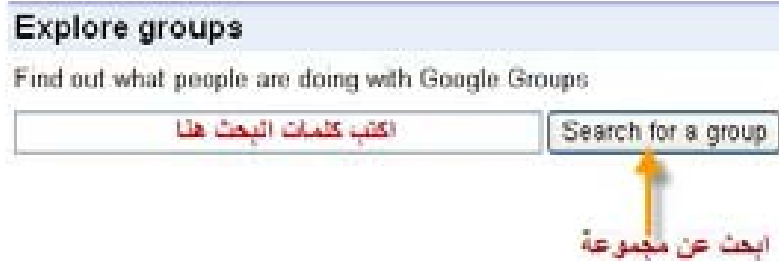 Explore groups
Find out what people are doing with Google Groups
اكتب كلمات البحث هنا
Search for a group
ابحث عن مجموعة